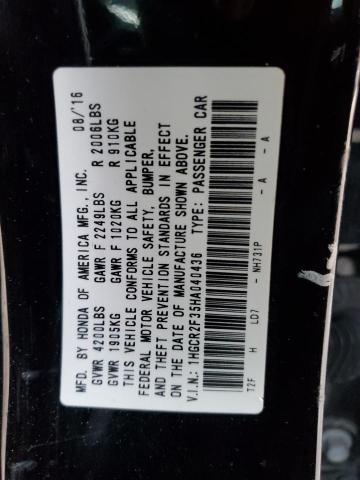 MFD. BY HONDA OF AMERICA MFG., INC. 08/'16
GVWR 4200LBS GAWR F 2249LBS R 2006LBS
GVWR 1905KG GAWR F 1020KG R 910KG
THIS VEHICLE CONFORMS TO ALL APPLICABLE
FEDERAL MOTOR VEHICLE SAFETY, BUMPER,
AND THEFT PREVENTION STANDARDS IN EFFECT
ON THE DATE OF MANUFACTURE SHOWN ABOVE.
V.I.N.: 1HGCR2F35HA040436 TYPE: PASSENGER CAR
T2F H LD7 - NH731P - A - A